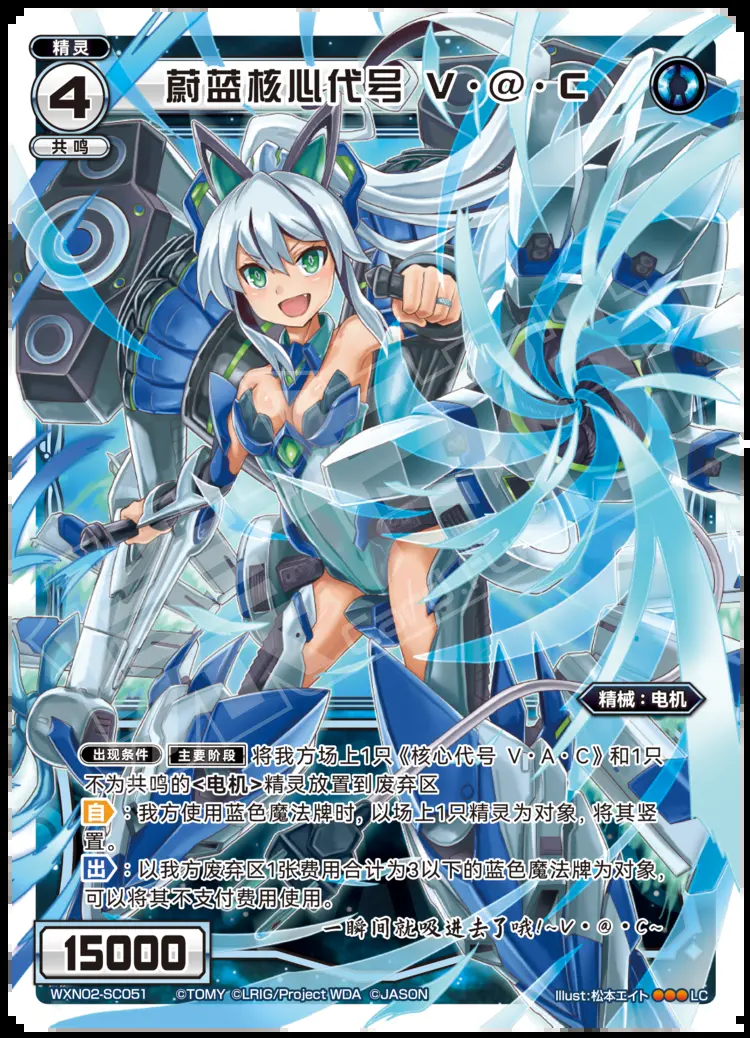 精灵
4
蔚蓝核心代号 V·@·C
共鸣
精械：电机
出现条件 主要阶段 将我方场上1只《核心代号 V·A·C》和1只
不为共鸣的<电机>精灵放置到废弃区
自：我方使用蓝色魔法牌时，以场上1只精灵为对象，将其竖
置。
出：以我方废弃区1张费用合计为3以下的蓝色魔法牌为对象，
可以将其不支付费用使用。
一瞬间就吸进去了哦!~V·@·C~
15000
WXN02-SC051 ©TOMY ©LRIG/Project WDA ©JASON
Illust:松本エイト LC